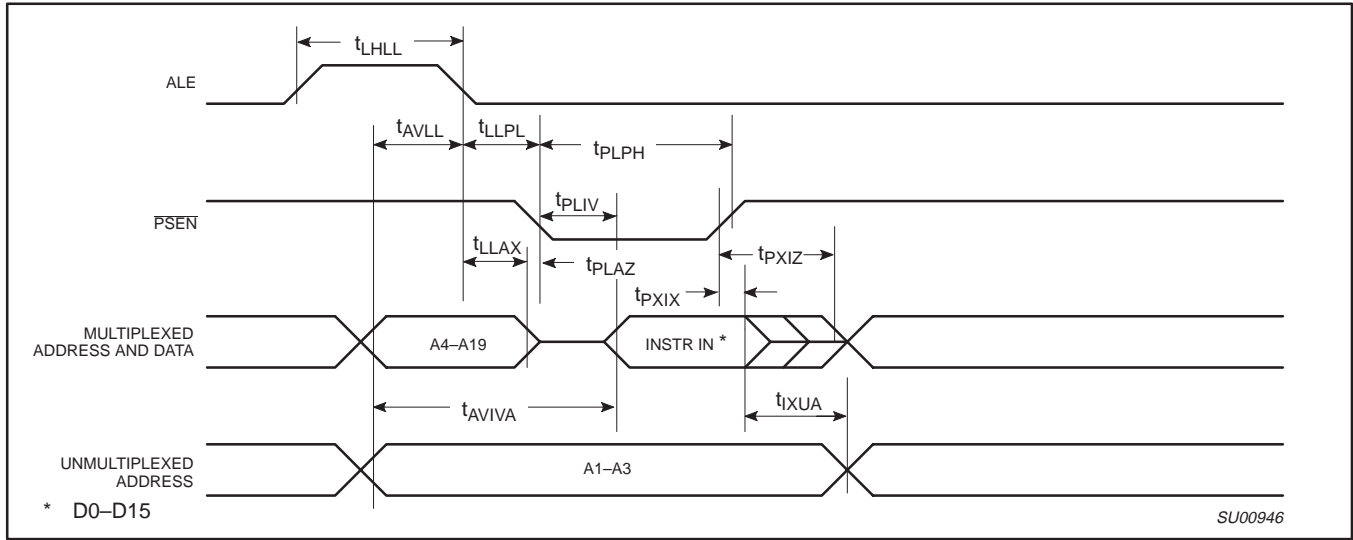 tLHLL
ALE
tAVLL
tLLPL
tPLPH
PSEN
tPLIV
tLLAX
tPLAZ
tPXIZ
tPXIX
MULTIPLEXED
ADDRESS AND DATA
A4–A19
INSTR IN *
tAVIVA
tIXUA
UNMULTIPLEXED
ADDRESS
A1–A3
* D0–D15
SU00946